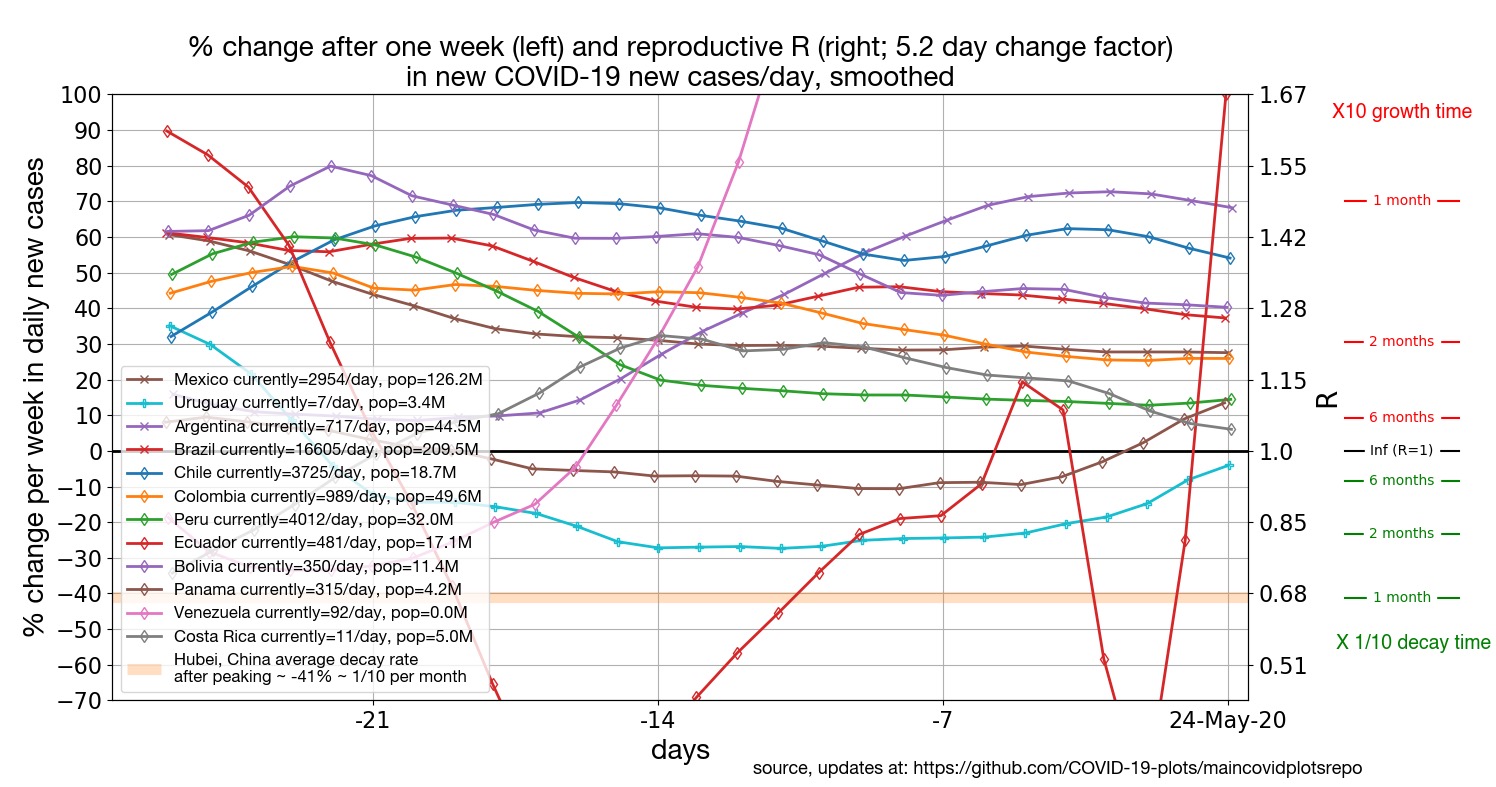 % change after one week (left) and reproductive R (right; 5.2 day change factor)
in new COVID-19 new cases/day, smoothed
% change per week in daily new cases
100
90
80
70
60
50
40
30
20
10
0
−10
−20
−30
−40
−50
−60
−70
Mexico currently=2954/day, pop=126.2M
Uruguay currently=7/day, pop=3.4M
Argentina currently=717/day, pop=44.5M
Brazil currently=16605/day, pop=209.5M
Chile currently=3725/day, pop=18.7M
Colombia currently=989/day, pop=49.6M
Peru currently=4012/day, pop=32.0M
Ecuador currently=481/day, pop=17.1M
Bolivia currently=350/day, pop=11.4M
Panama currently=315/day, pop=4.2M
Venezuela currently=92/day, pop=0.0M
Costa Rica currently=11/day, pop=5.0M
Hubei, China average decay rate
after peaking ~ -41% ~ 1/10 per month
-21
-14
-7
24-May-20
days
1.67
1.55
1.42
1.28
1.15
1.0
0.85
0.68
0.51
R
X10 growth time
1 month
2 months
6 months
Inf (R=1)
6 months
2 months
1 month
X 1/10 decay time
source, updates at: https://github.com/COVID-19-plots/maincovidplotsrepo